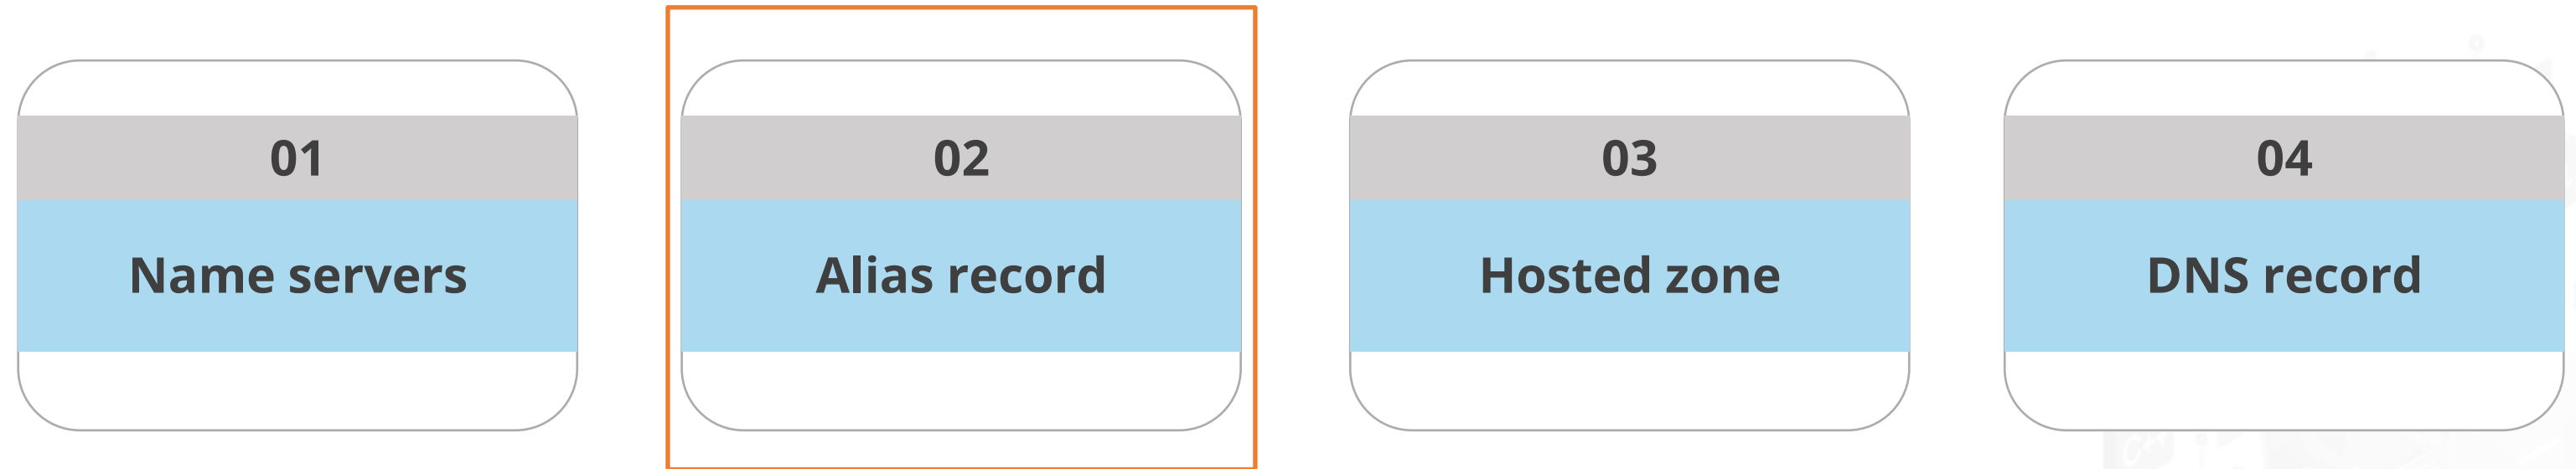 01
Name servers
02
Alias record
03
Hosted zone
04
DNS record